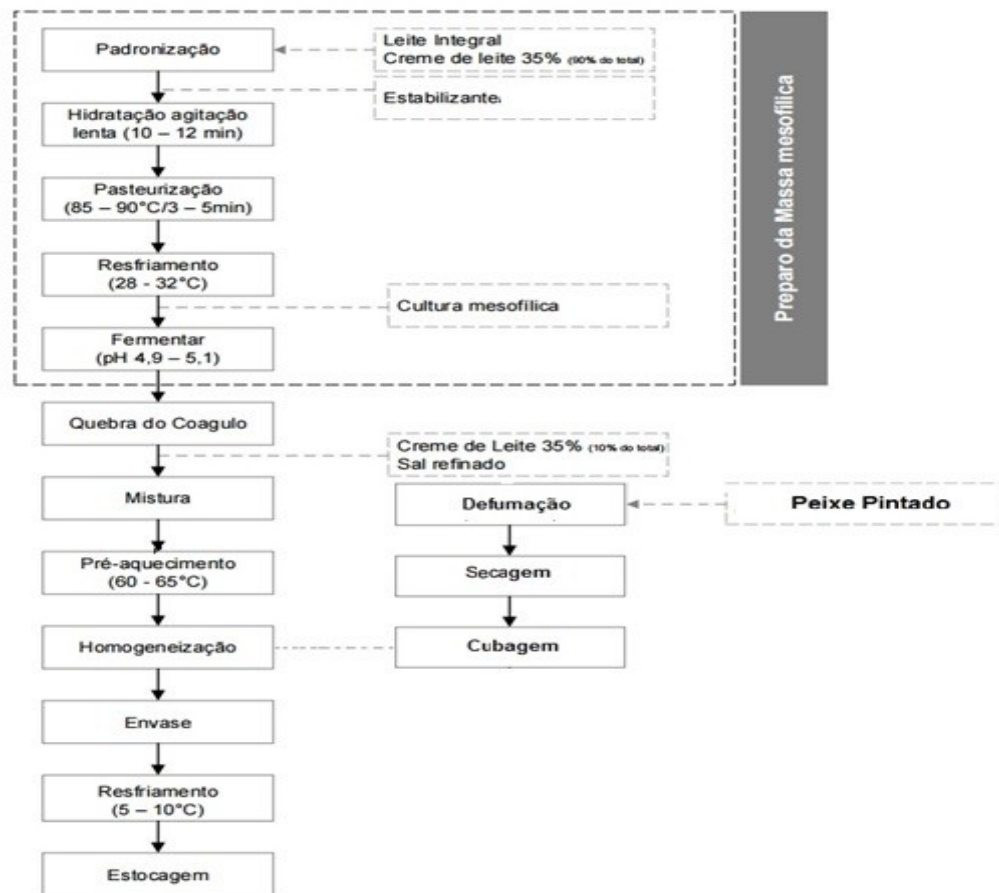 Padronização
Leite Integral
Creme de leite 35% (90% do total)
Estabilizante
Hidratação agitação
lenta (10 – 12 min)
Pasteurização
(85 – 90°C/3 – 5min)
Resfriamento
(28 - 32°C)
Cultura mesofilica
Fermentar
(pH 4,9 – 5,1)
Preparo da Massa mesofilica
Quebra do Coagulo
Creme de Leite 35% (10% do total)
Sal refinado
Mistura
Defumação
Peixe Pintado
Pré-aquecimento
(60 - 65°C)
Secagem
Homogeneização
Cubagem
Envase
Resfriamento
(5 – 10°C)
Estocagem